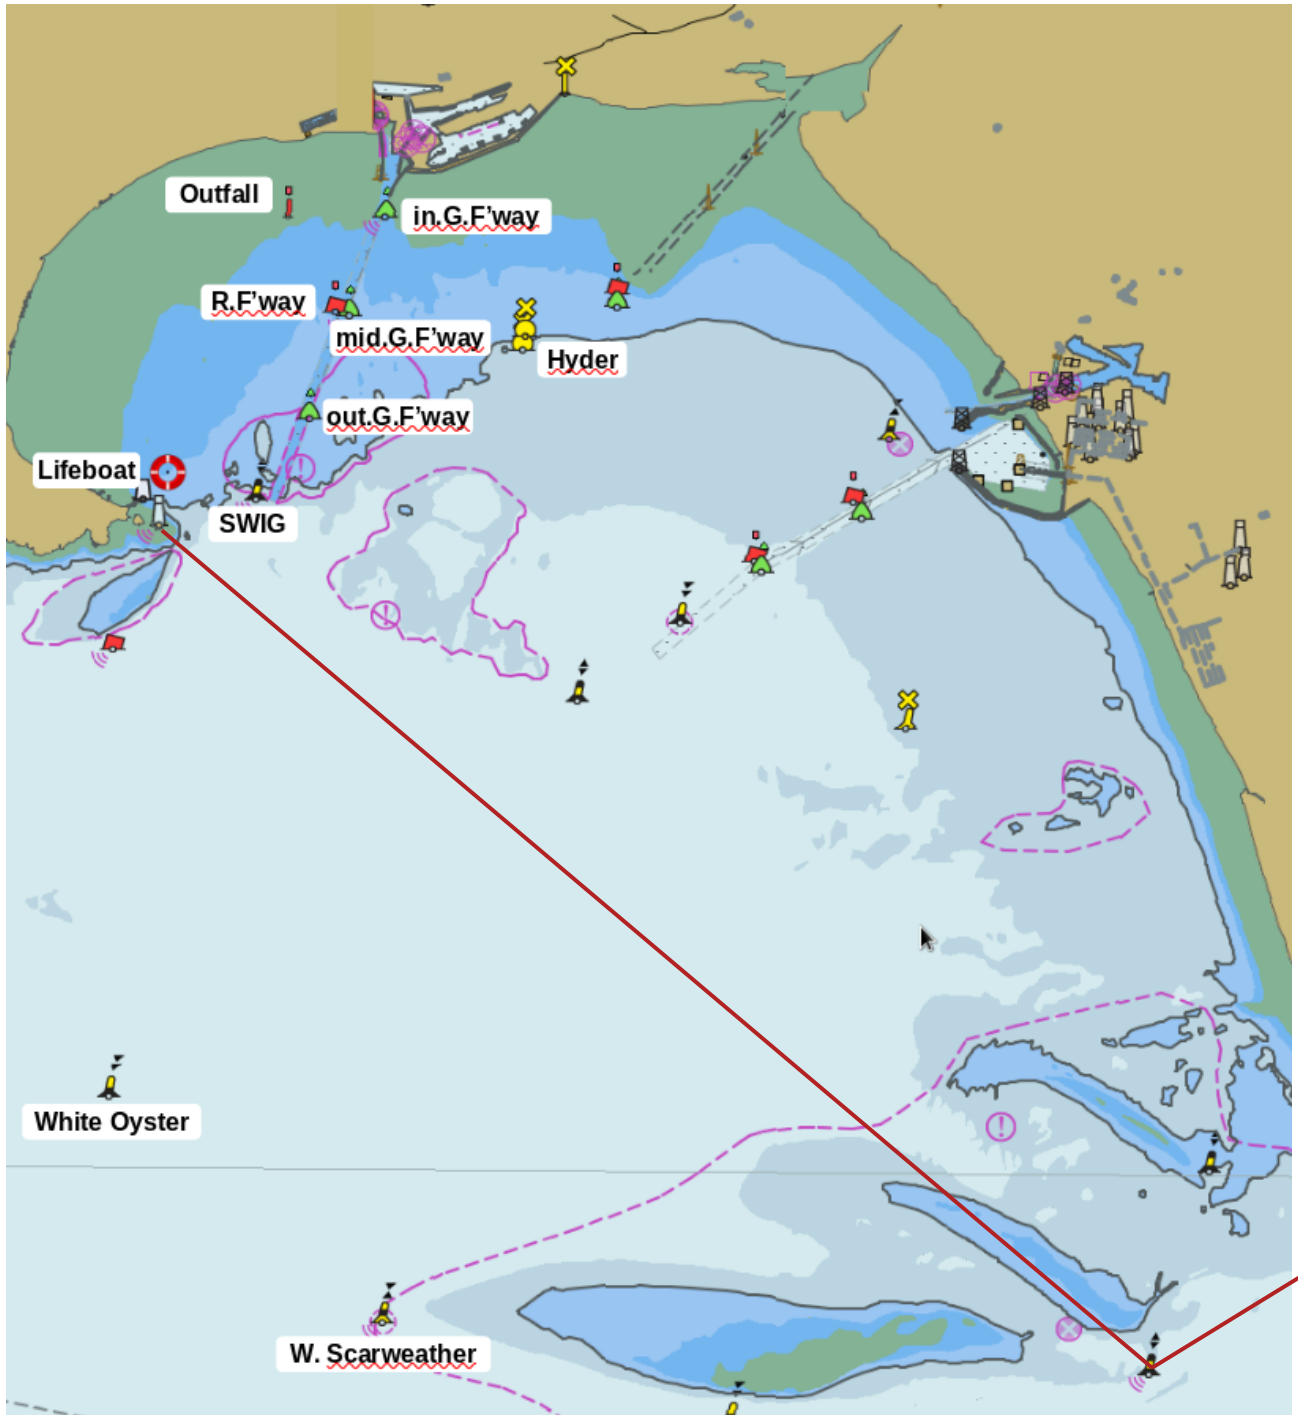 Outfall
in.G.F'way
R.F'way
mid.G.F'way
Hyder
out.G.F'way
Lifeboat
SWIG
White Oyster
W. Scarweather